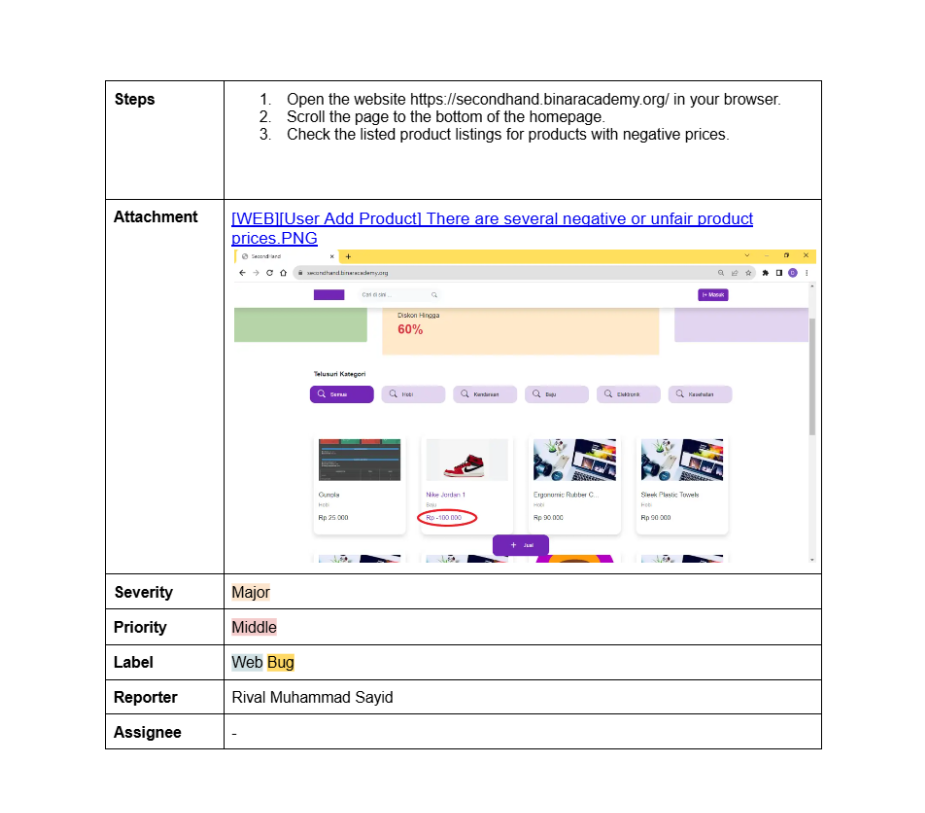 Steps
1. Open the website https://secondhand.binaracademy.org/ in your browser.
2. Scroll the page to the bottom of the homepage.
3. Check the listed product listings for products with negative prices.
Attachment
[WEB][User Add Product] There are several negative or unfair product
prices.PNG
SecondHand
secondhand.binaracademy.org
Cari di sini ...
Masuk
Diskon Hingga
60%
Telusuri Kategori
Semua Hobi Kendaraan Baju Elektronik Kesehatan
Gunpla Nike Jordan 1 Ergonomic Rubber C... Sleek Plastic Towels
Hobi Baju Hobi Hobi
Rp 25.000 Rp -100.000 Rp 90.000 Rp 90.000
+ Jual
Severity Major
Priority Middle
Label Web Bug
Reporter Rival Muhammad Sayid
Assignee -